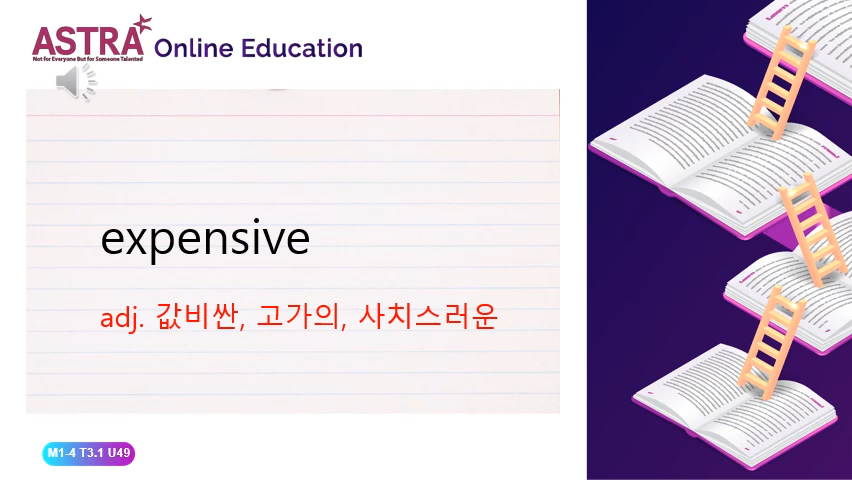 ASTRA
Not for Everyone But for Someone Talented
Online Education
expensive
adj. 값비싼, 고가의, 사치스러운
M1-4 T3.1 U49